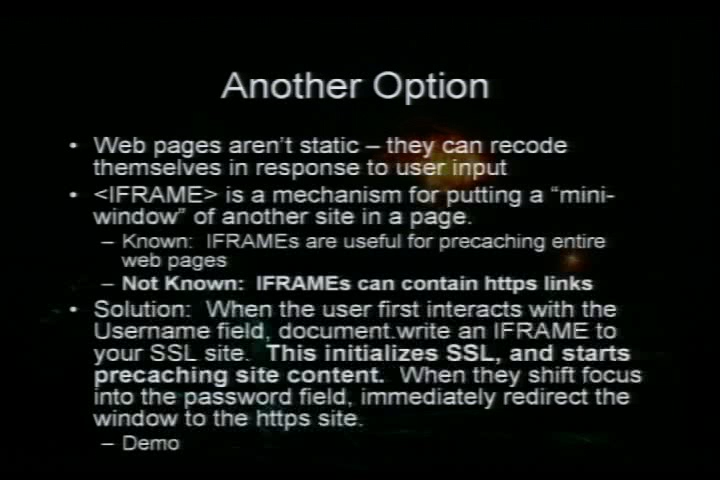 Another Option
• Web pages aren't static – they can recode
themselves in response to user input
• <IFRAME> is a mechanism for putting a "mini-
window" of another site in a page.
– Known:  IFRAMEs are useful for precaching entire
web pages
– Not Known:  IFRAMEs can contain https links
• Solution:  When the user first interacts with the
Username field, document.write an IFRAME to
your SSL site.  This initializes SSL, and starts
precaching site content.  When they shift focus
into the password field, immediately redirect the
window to the https site.
– Demo